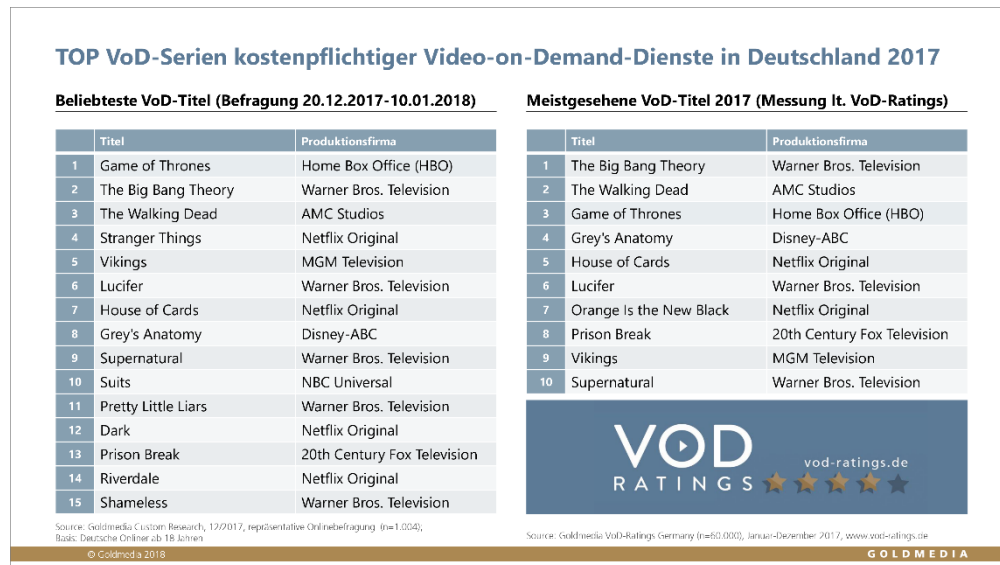 TOP VoD-Serien kostenpflichtiger Video-on-Demand-Dienste in Deutschland 2017
Beliebteste VoD-Titel (Befragung 20.12.2017-10.01.2018)
Titel Produktionsfirma
1 Game of Thrones Home Box Office (HBO)
2 The Big Bang Theory Warner Bros. Television
3 The Walking Dead AMC Studios
4 Stranger Things Netflix Original
5 Vikings MGM Television
6 Lucifer Warner Bros. Television
7 House of Cards Netflix Original
8 Grey's Anatomy Disney-ABC
9 Supernatural Warner Bros. Television
10 Suits NBC Universal
11 Pretty Little Liars Warner Bros. Television
12 Dark Netflix Original
13 Prison Break 20th Century Fox Television
14 Riverdale Netflix Original
15 Shameless Warner Bros. Television
Source: Goldmedia Custom Research, 12/2017, repräsentative Onlinebefragung (n=1.004);
Basis: Deutsche Onliner ab 18 Jahren
Meistgesehene VoD-Titel 2017 (Messung lt. VoD-Ratings)
Titel Produktionsfirma
1 The Big Bang Theory Warner Bros. Television
2 The Walking Dead AMC Studios
3 Game of Thrones Home Box Office (HBO)
4 Grey's Anatomy Disney-ABC
5 House of Cards Netflix Original
6 Lucifer Warner Bros. Television
7 Orange Is the New Black Netflix Original
8 Prison Break 20th Century Fox Television
9 Vikings MGM Television
10 Supernatural Warner Bros. Television
VOD
RATINGS
vod-ratings.de
Source: Goldmedia VoD-Ratings Germany (n=60.000), Januar-Dezember 2017, www.vod-ratings.de
© Goldmedia 2018
GOLDMEDIA